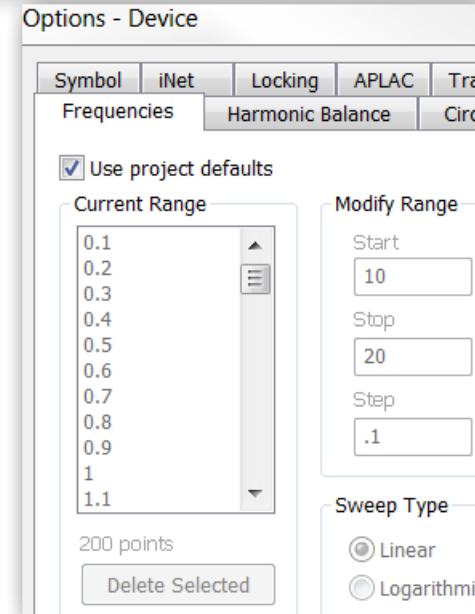 Options - Device
Symbol iNet Locking APLAC
Frequencies Harmonic Balance
Use project defaults
Current Range
0.1
0.2
0.3
0.4
0.5
0.6
0.7
0.8
0.9
1
1.1
200 points
Delete Selected
Modify Range
Start
10
Stop
20
Step
.1
Sweep Type
Linear